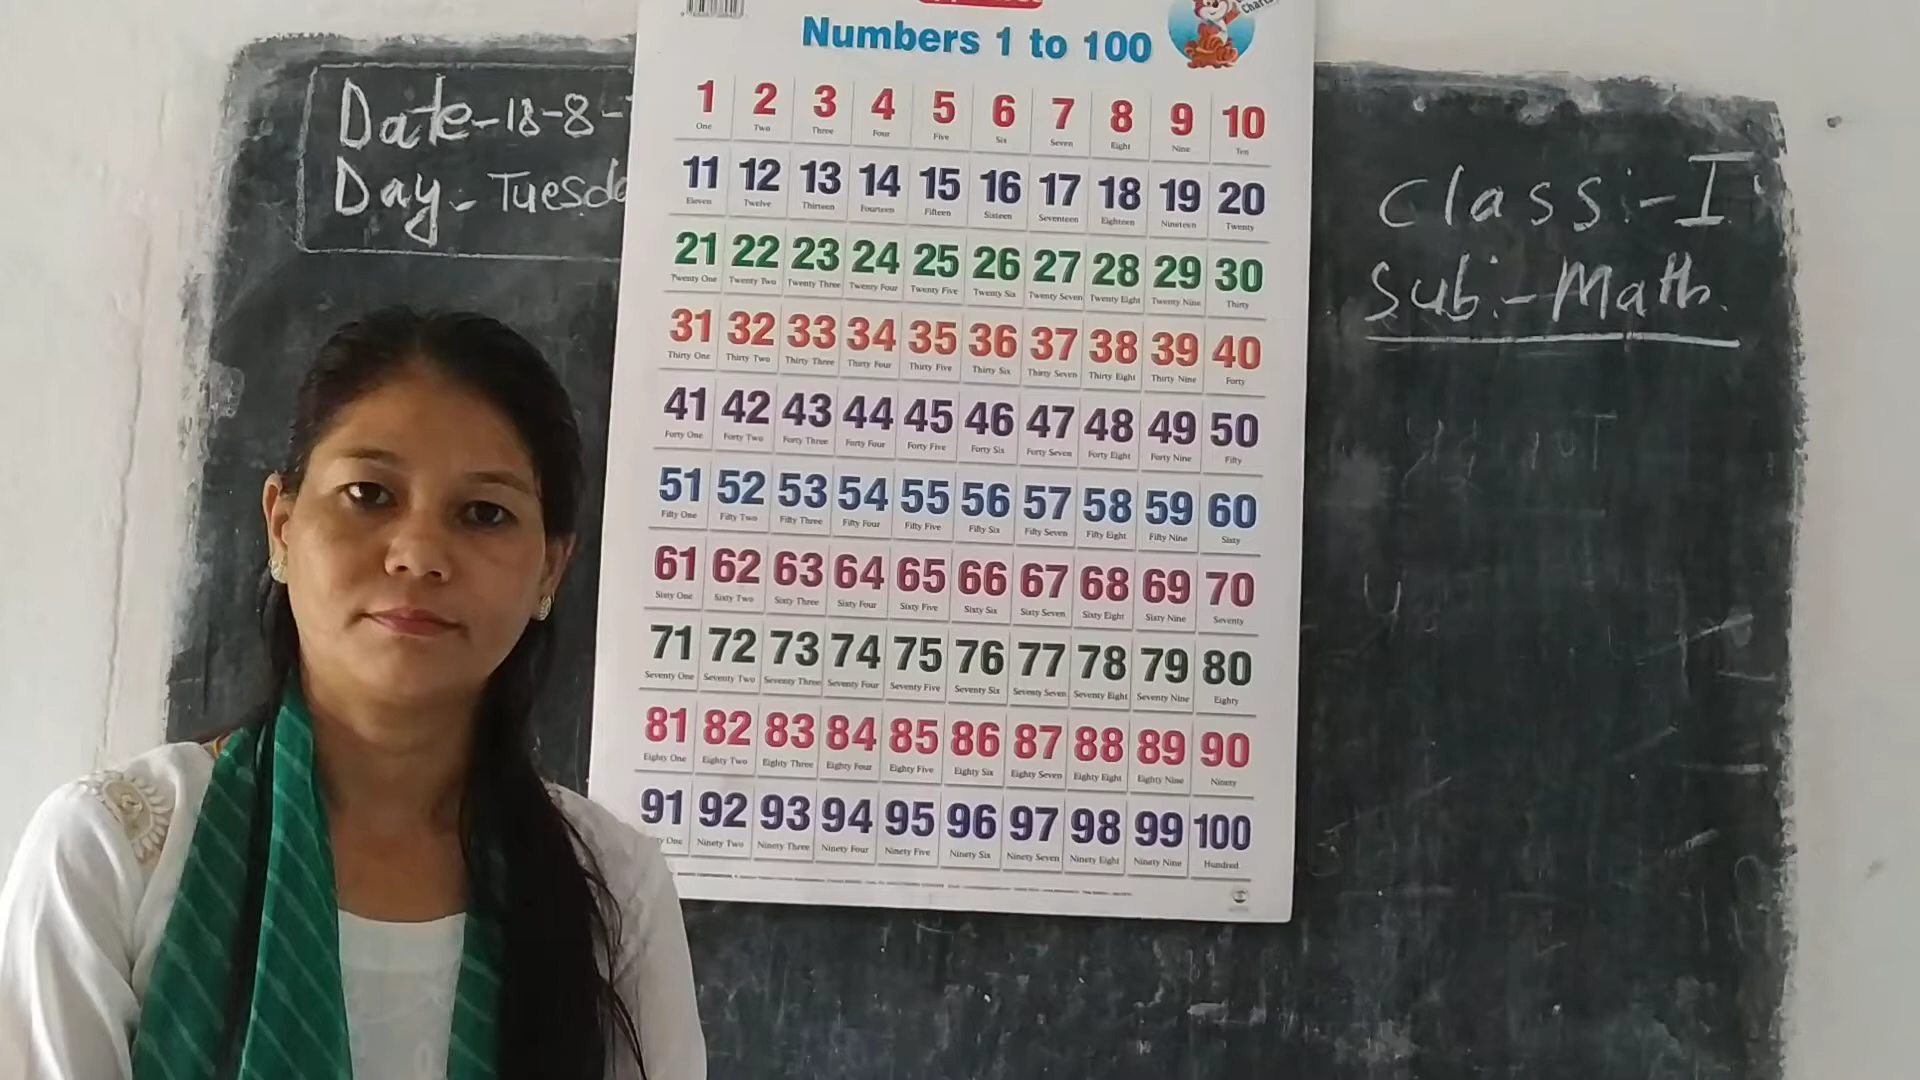 Numbers 1 to 100
Charts
Date-18-8-
Day- Tuesda
Class:-I
Sub:-Math.
1 2 3 4 5 6 7 8 9 10
One Two Three Four Five Six Seven Eight Nine Ten
11 12 13 14 15 16 17 18 19 20
Eleven Twelve Thirteen Fourteen Fifteen Sixteen Seventeen Eighteen Nineteen Twenty
21 22 23 24 25 26 27 28 29 30
Twenty One Twenty Two Twenty Three Twenty Four Twenty Five Twenty Six Twenty Seven Twenty Eight Twenty Nine Thirty
31 32 33 34 35 36 37 38 39 40
Thirty One Thirty Two Thirty Three Thirty Four Thirty Five Thirty Six Thirty Seven Thirty Eight Thirty Nine Forty
41 42 43 44 45 46 47 48 49 50
Forty One Forty Two Forty Three Forty Four Forty Five Forty Six Forty Seven Forty Eight Forty Nine Fifty
51 52 53 54 55 56 57 58 59 60
Fifty One Fifty Two Fifty Three Fifty Four Fifty Five Fifty Six Fifty Seven Fifty Eight Fifty Nine Sixty
61 62 63 64 65 66 67 68 69 70
Sixty One Sixty Two Sixty Three Sixty Four Sixty Five Sixty Six Sixty Seven Sixty Eight Sixty Nine Seventy
71 72 73 74 75 76 77 78 79 80
Seventy One Seventy Two Seventy Three Seventy Four Seventy Five Seventy Six Seventy Seven Seventy Eight Seventy Nine Eighty
81 82 83 84 85 86 87 88 89 90
Eighty One Eighty Two Eighty Three Eighty Four Eighty Five Eighty Six Eighty Seven Eighty Eight Eighty Nine Ninety
91 92 93 94 95 96 97 98 99 100
One Ninety Two Ninety Three Ninety Four Ninety Five Ninety Six Ninety Seven Ninety Eight Ninety Nine Hundred